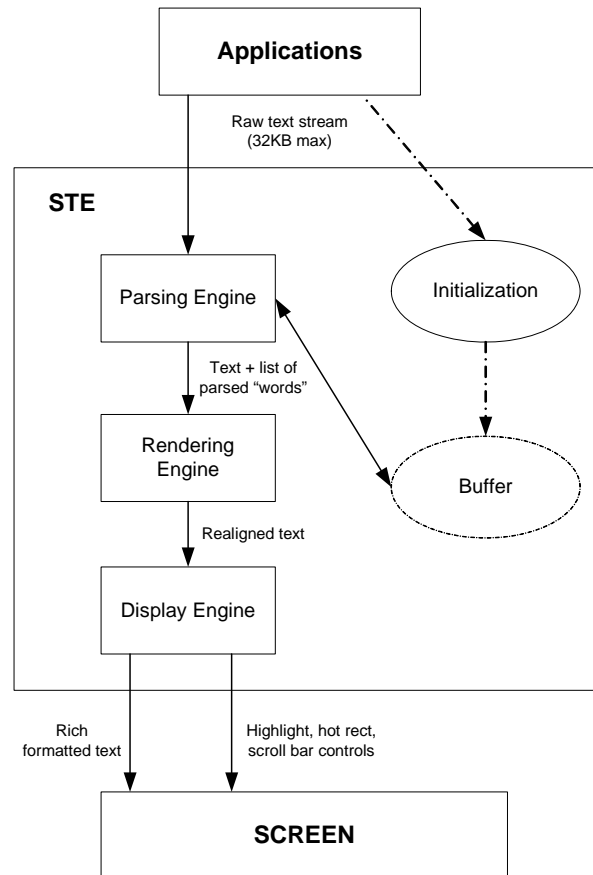 Applications
Raw text stream
(32KB max)
STE
Parsing Engine
Initialization
Text + list of
parsed “words”
Rendering
Engine
Buffer
Realigned text
Display Engine
Rich
formatted text
Highlight, hot rect,
scroll bar controls
SCREEN